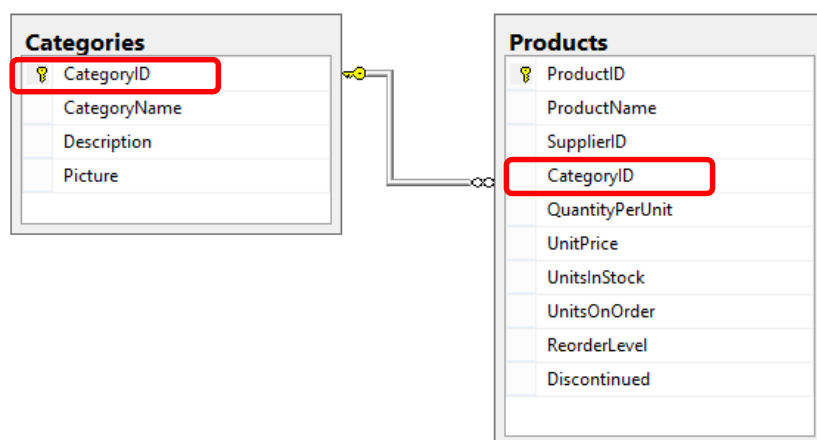 Categories
CategoryID
CategoryName
Description
Picture
Products
ProductID
ProductName
SupplierID
CategoryID
QuantityPerUnit
UnitPrice
UnitsInStock
UnitsOnOrder
ReorderLevel
Discontinued